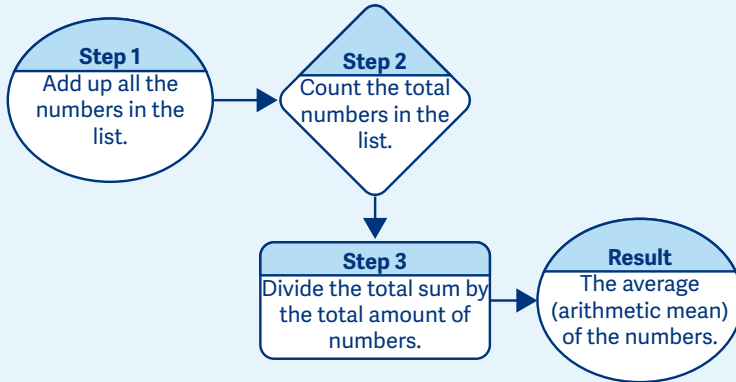 Step 1
Add up all the
numbers in the
list.
Step 2
Count the total
numbers in the
list.
Step 3
Divide the total sum by
the total amount of
numbers.
Result
The average
(arithmetic mean)
of the numbers.